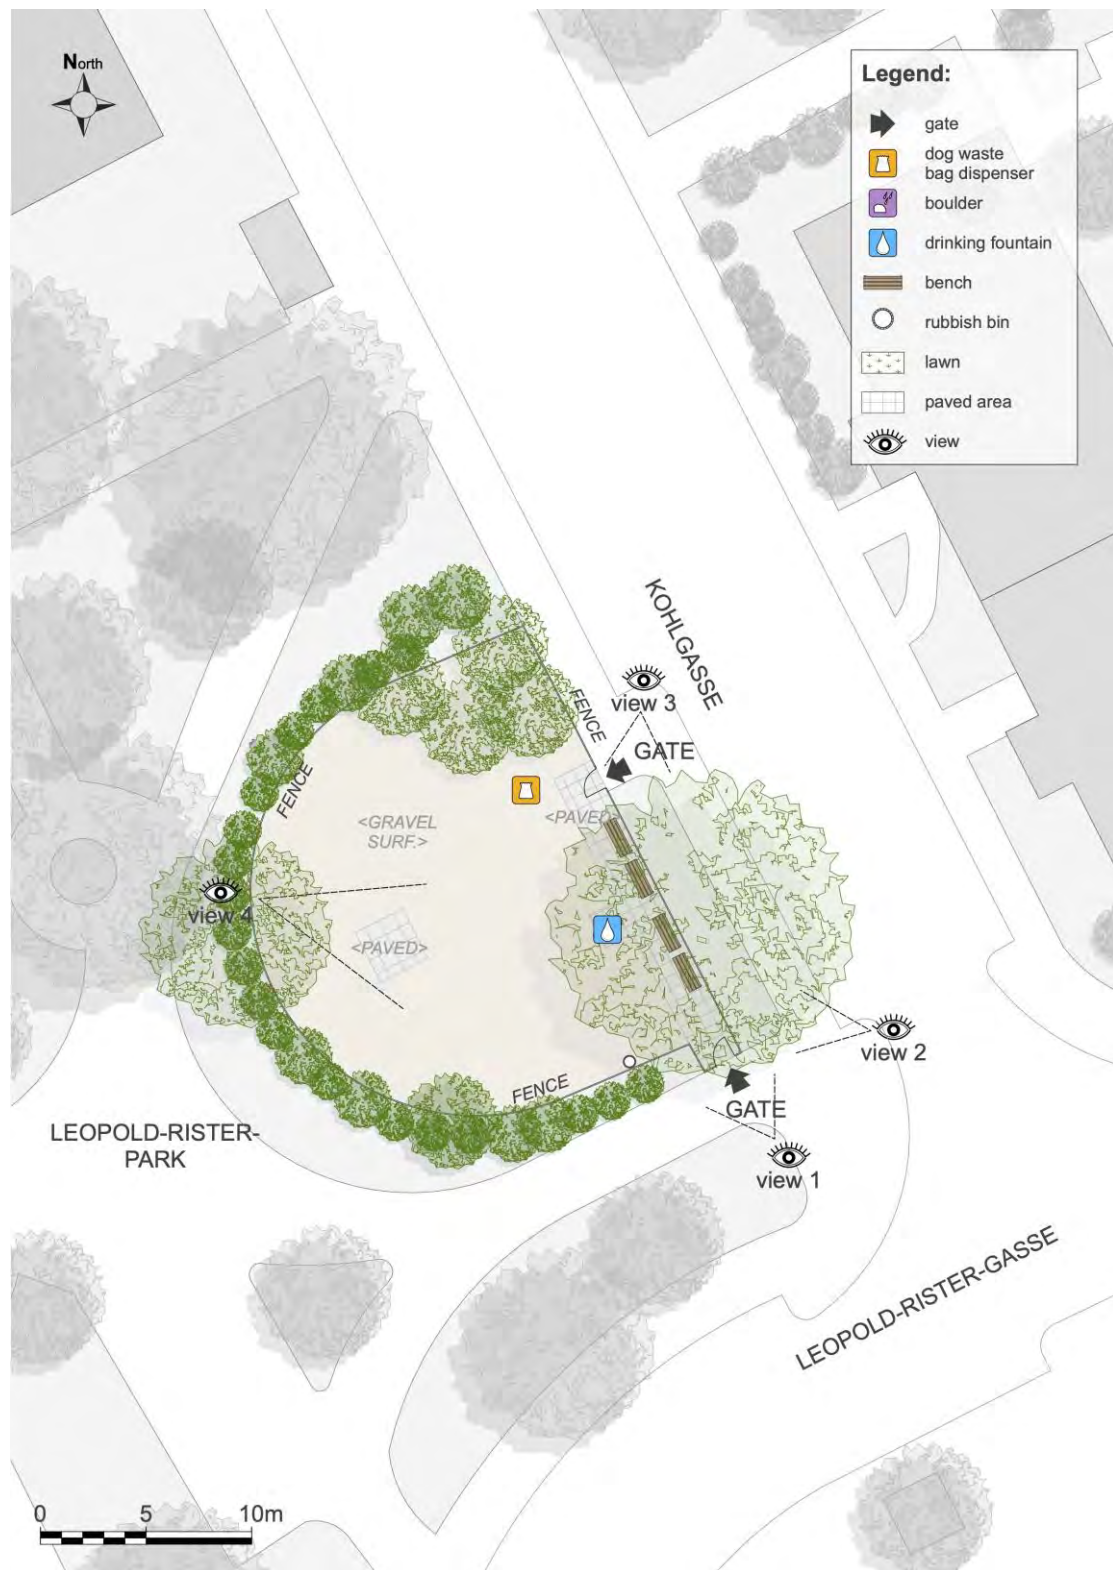 North
Legend:
gate
dog waste
bag dispenser
boulder
drinking fountain
bench
rubbish bin
lawn
paved area
view
KOHLGASSE
view 3
FENCE
GATE
FENCE
<GRAVEL
SURF.>
<PAVED>
view 4
<PAVED>
view 2
FENCE
GATE
view 1
LEOPOLD-RISTER-
PARK
LEOPOLD-RISTER-GASSE
0 5 10m